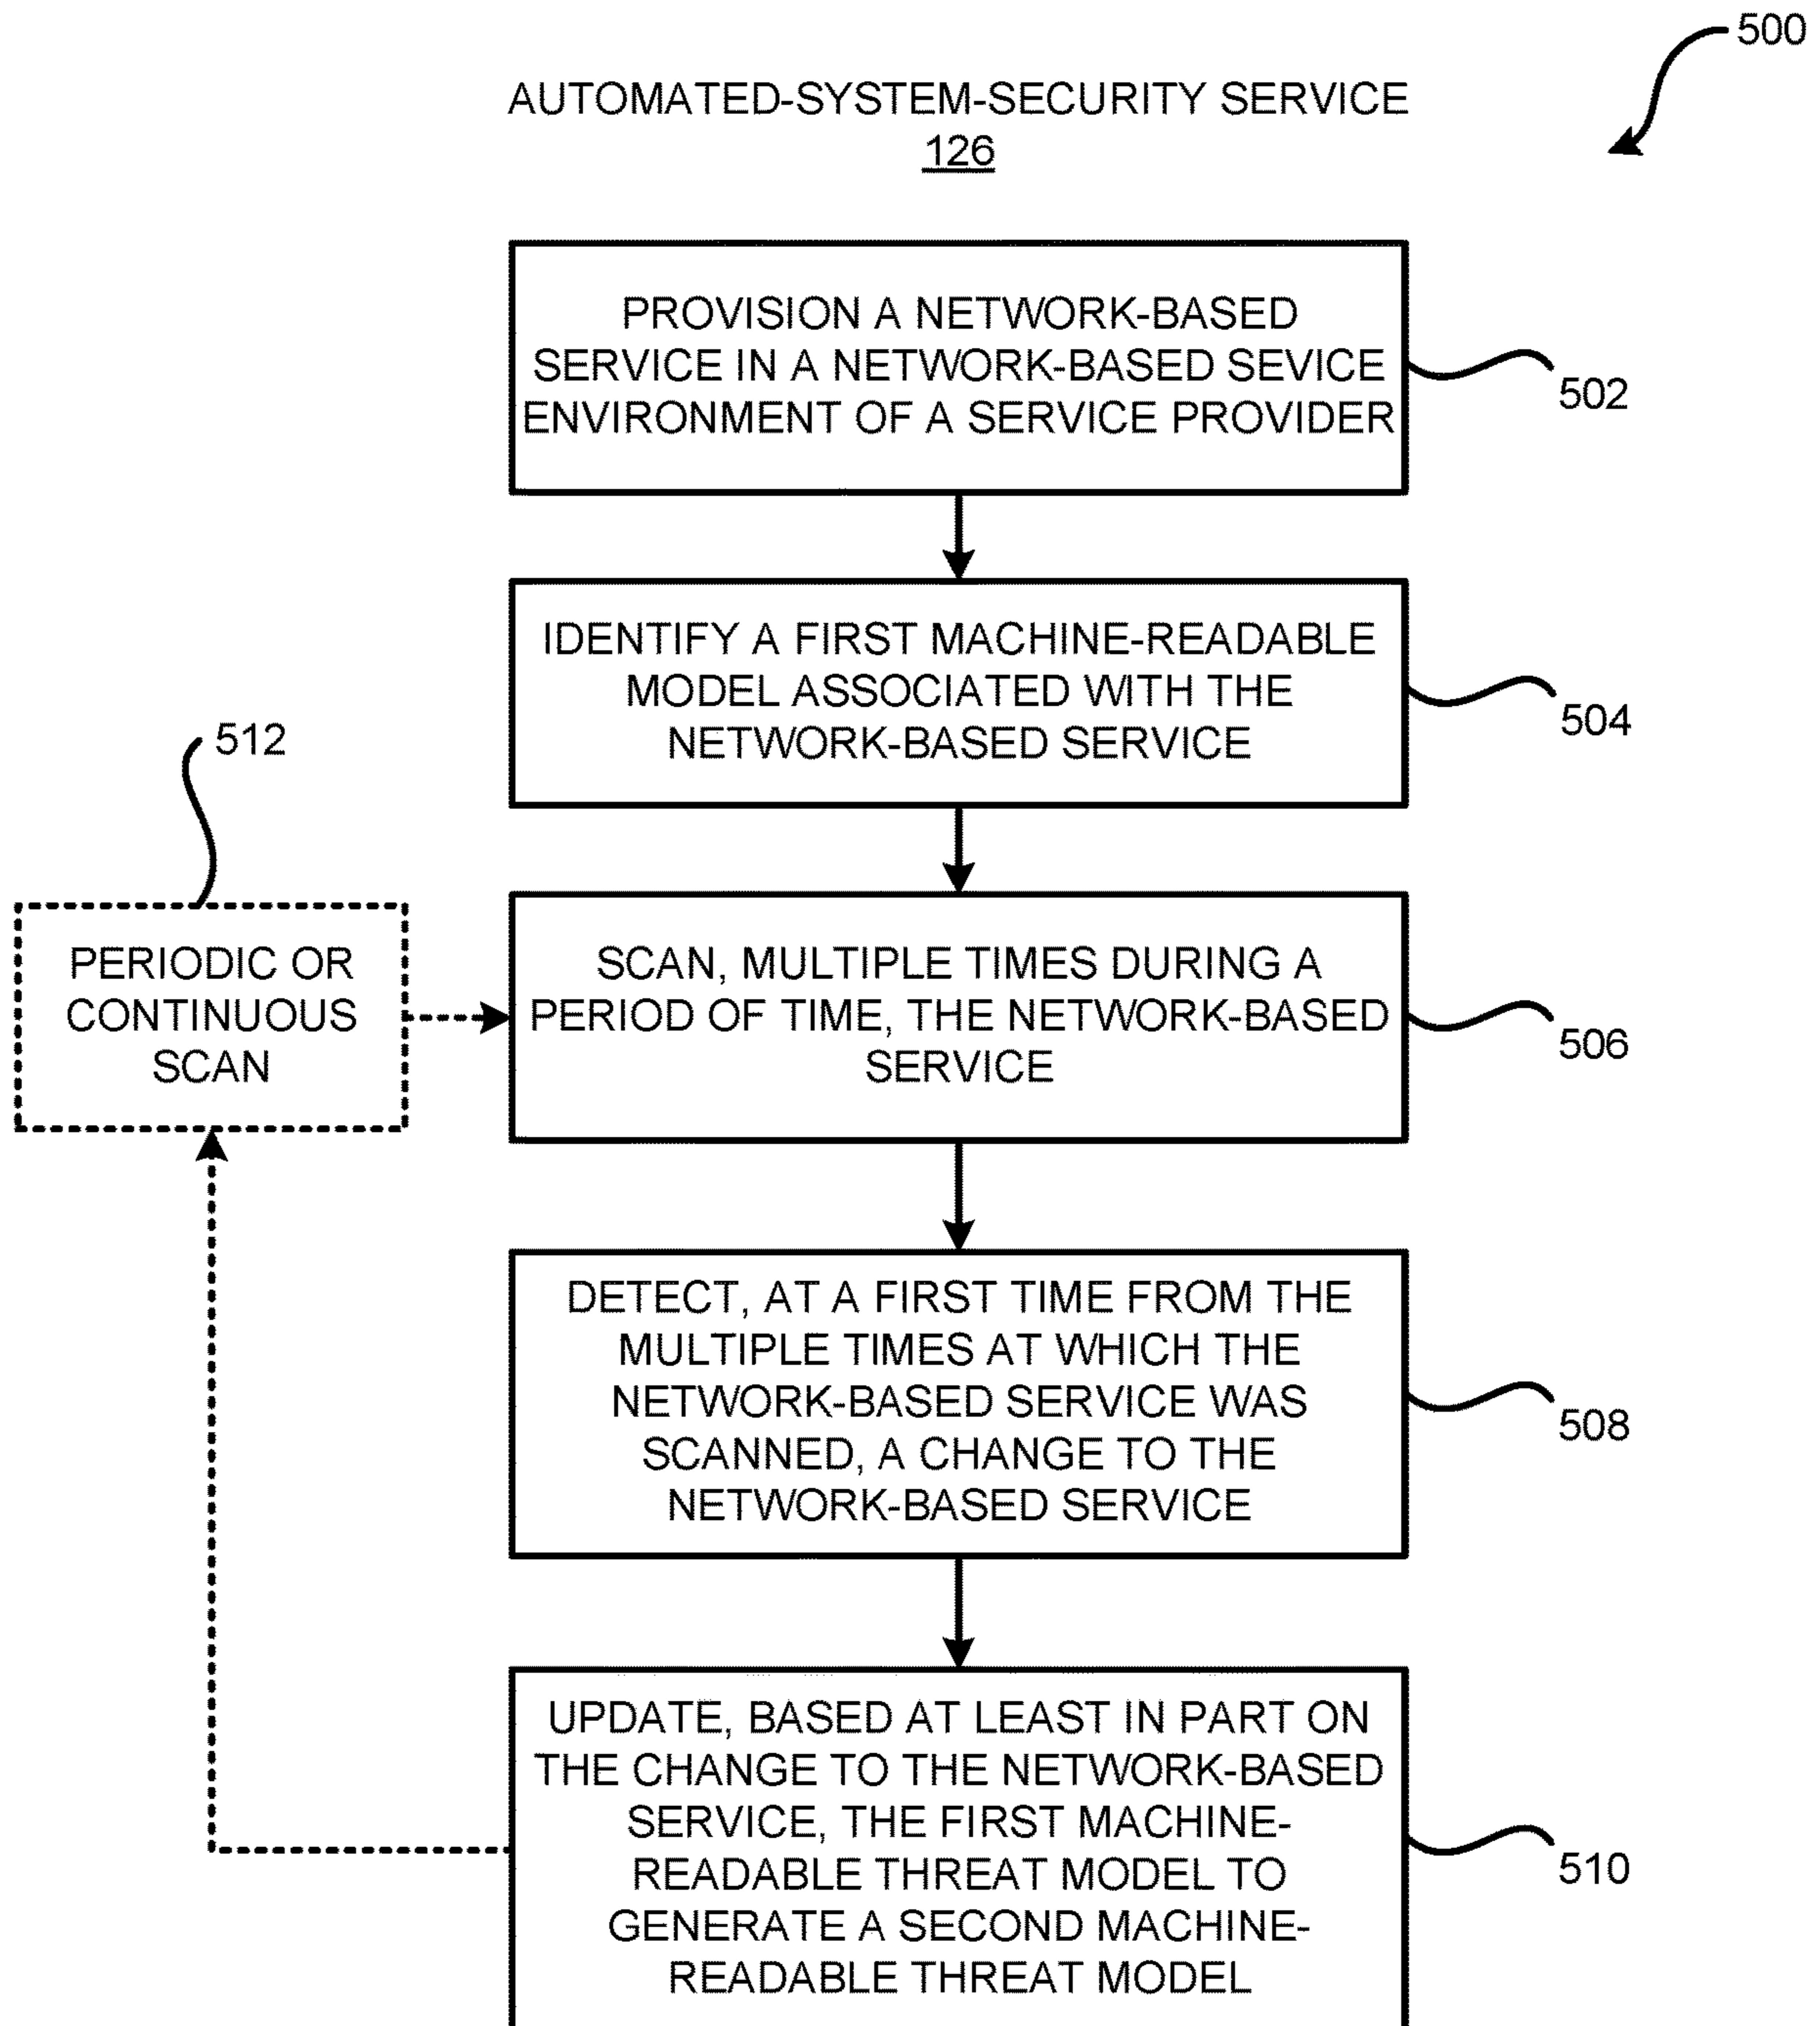 500
AUTOMATED-SYSTEM-SECURITY SERVICE
126
PROVISION A NETWORK-BASED
SERVICE IN A NETWORK-BASED SEVICE
ENVIRONMENT OF A SERVICE PROVIDER
502
IDENTIFY A FIRST MACHINE-READABLE
MODEL ASSOCIATED WITH THE
NETWORK-BASED SERVICE
504
512
PERIODIC OR
CONTINUOUS
SCAN
SCAN, MULTIPLE TIMES DURING A
PERIOD OF TIME, THE NETWORK-BASED
SERVICE
506
DETECT, AT A FIRST TIME FROM THE
MULTIPLE TIMES AT WHICH THE
NETWORK-BASED SERVICE WAS
SCANNED, A CHANGE TO THE
NETWORK-BASED SERVICE
508
UPDATE, BASED AT LEAST IN PART ON
THE CHANGE TO THE NETWORK-BASED
SERVICE, THE FIRST MACHINE-
READABLE THREAT MODEL TO
GENERATE A SECOND MACHINE-
READABLE THREAT MODEL
510